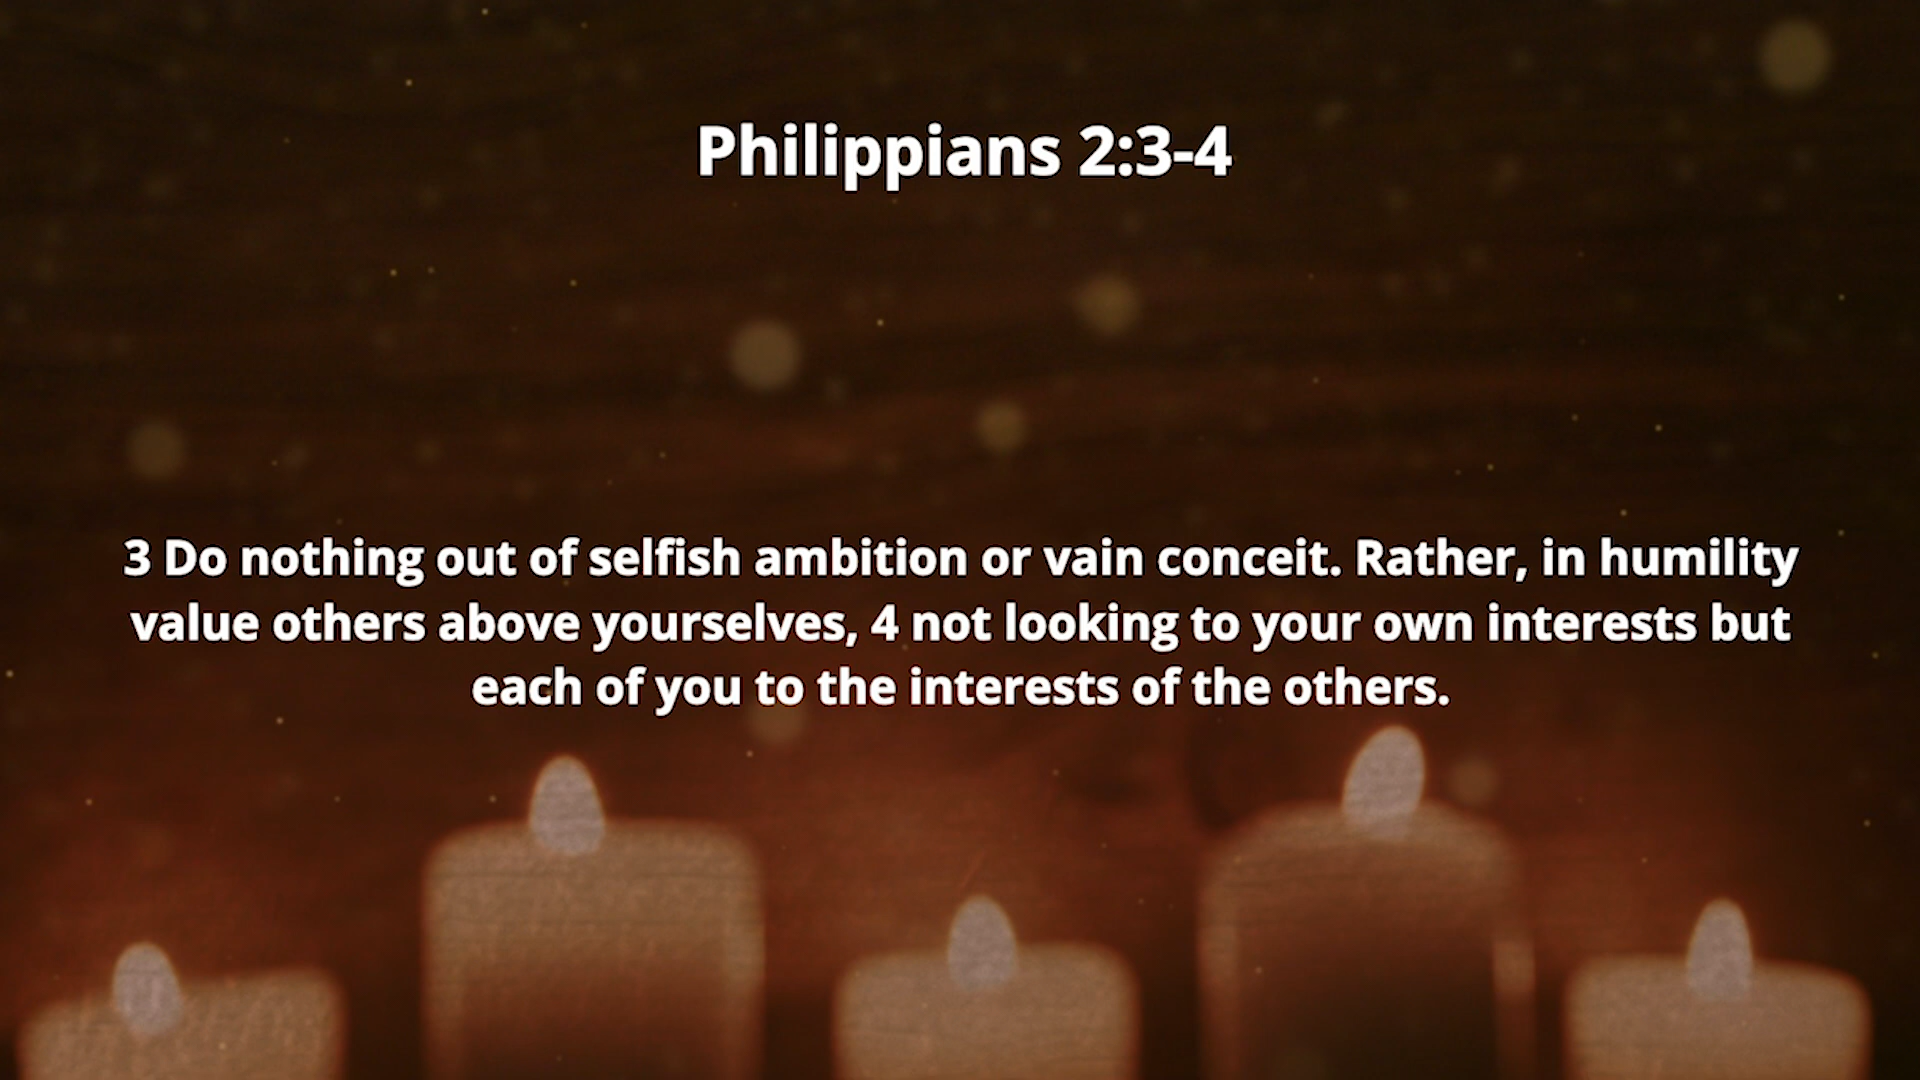 Philippians 2:3-4
3 Do nothing out of selfish ambition or vain conceit. Rather, in humility
value others above yourselves, 4 not looking to your own interests but
each of you to the interests of the others.